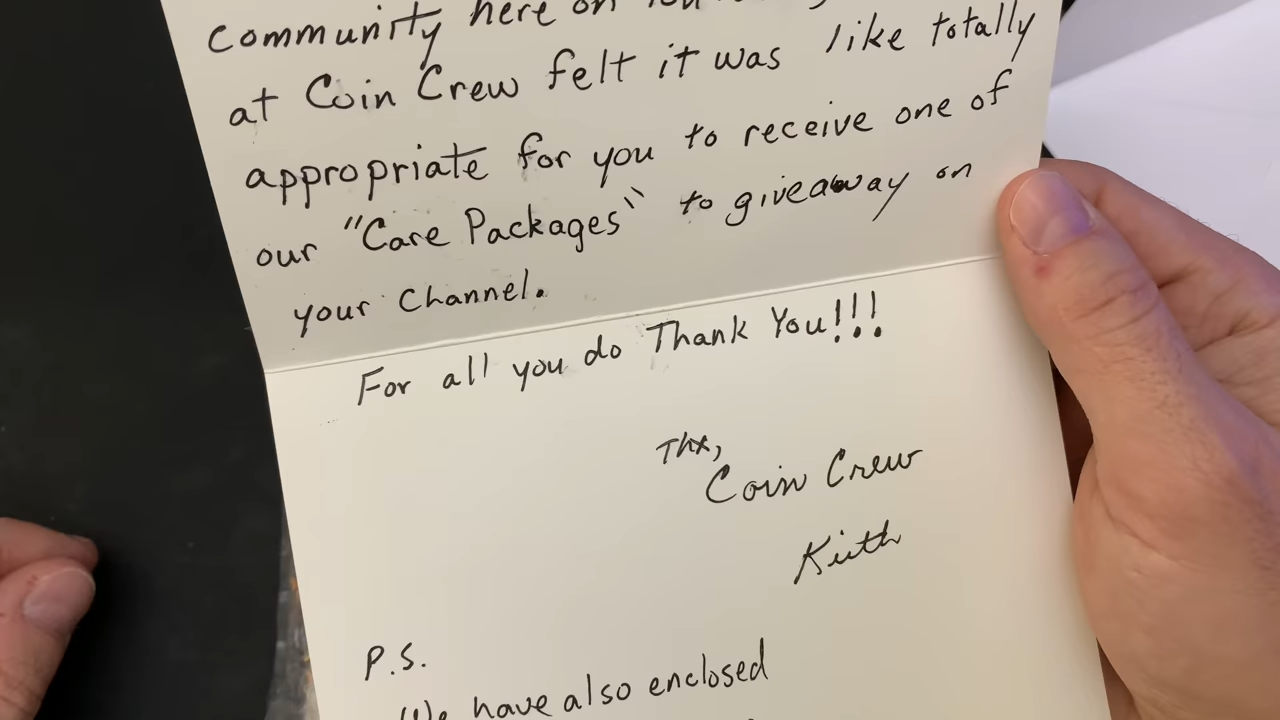 community here on
at Coin Crew felt it was like totally
appropriate for you to receive one of
our "Care Packages" to giveaway on
your Channel.
For all you do Thank You!!!
Thx,
Coin Crew
Keith
P.S.
We have also enclosed